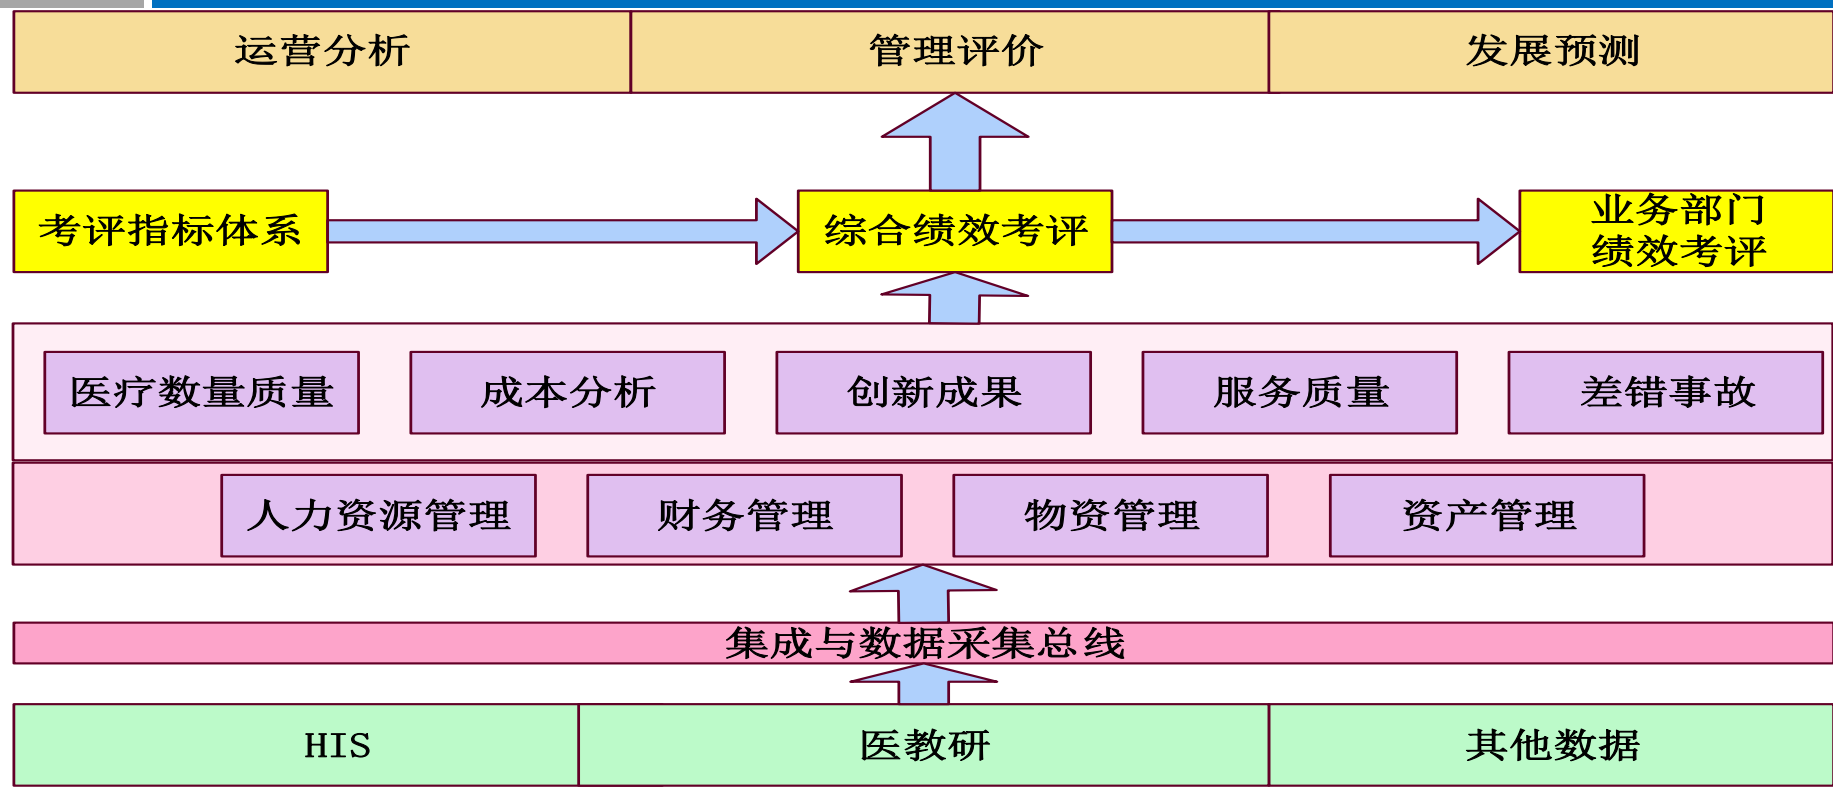 运营分析
管理评价
发展预测
考评指标体系
综合绩效考评
业务部门
绩效考评
医疗数量质量
成本分析
创新成果
服务质量
差错事故
人力资源管理
财务管理
物资管理
资产管理
集成与数据采集总线
HIS
医教研
其他数据